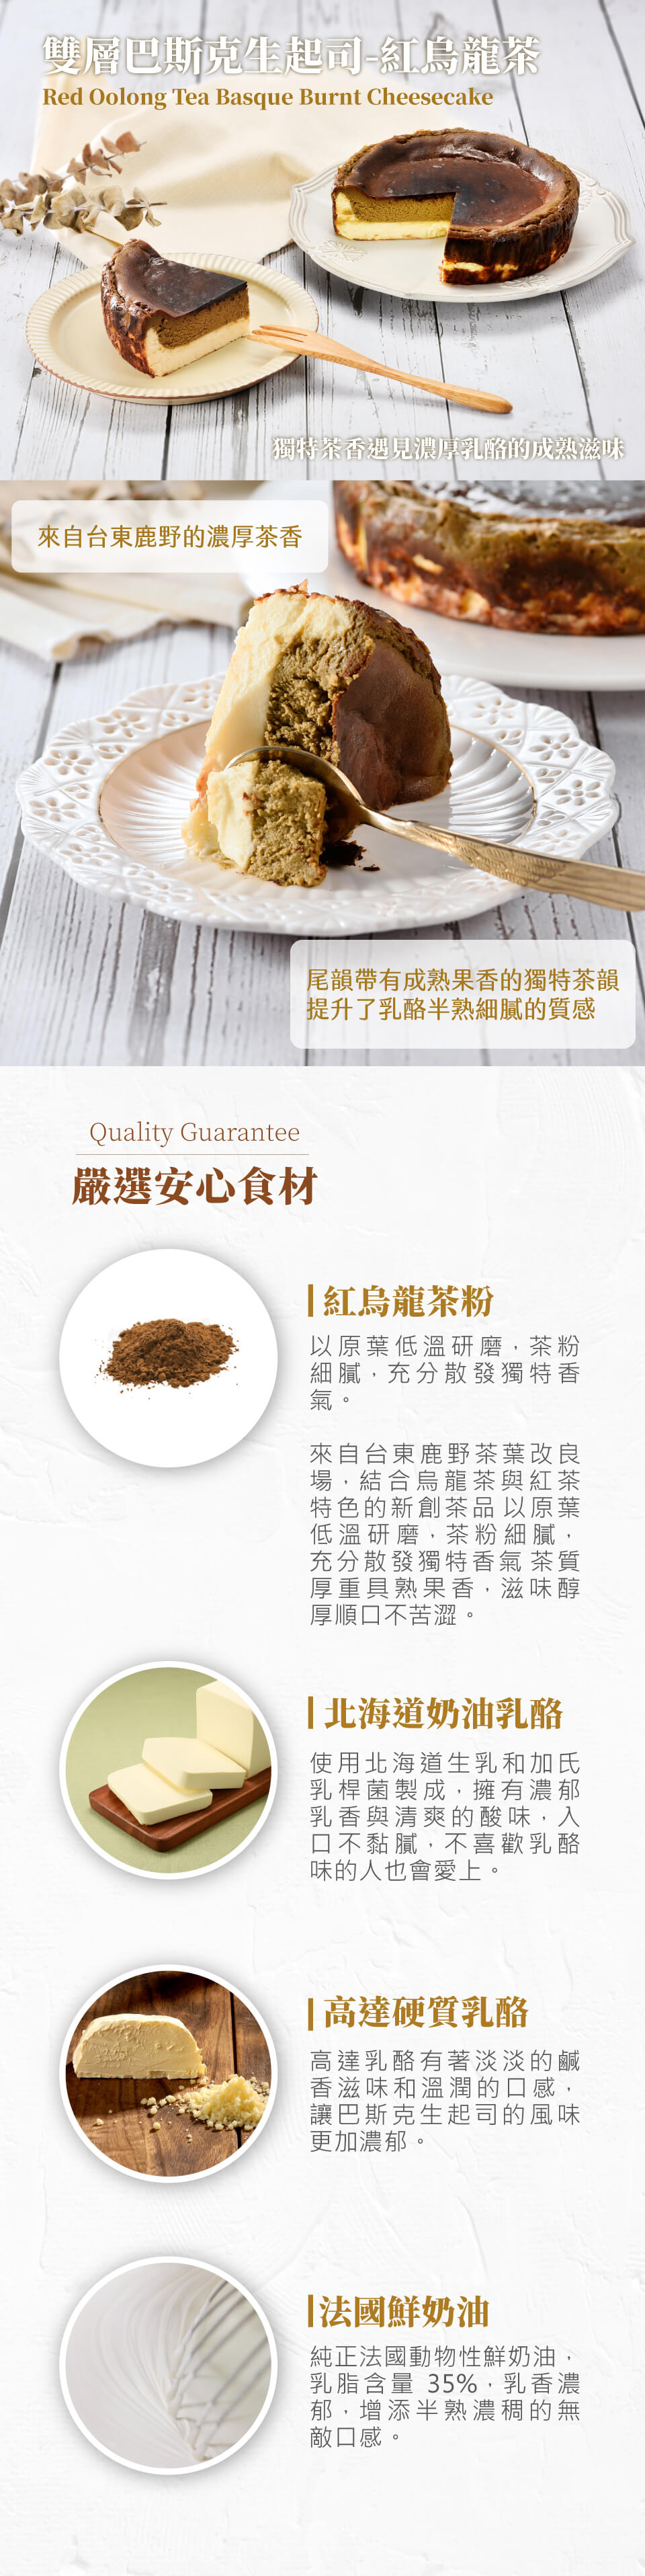 雙層巴斯克生起司-紅烏龍茶
Red Oolong Tea Basque Burnt Cheesecake
獨特茶香遇見濃厚乳酪的成熟滋味
來自台東鹿野的濃厚茶香
尾韻帶有成熟果香的獨特茶韻
提升了乳酪半熟細膩的質感
Quality Guarantee
嚴選安心食材
紅烏龍茶粉
以原葉低溫研磨，茶粉
細膩，充分散發獨特香
氣。
來自台東鹿野茶葉改良
場，結合烏龍茶與紅茶
特色的新創茶品 以原葉
低溫研磨，茶粉細膩，
充分散發獨特香氣 茶質
厚重具熟果香，滋味醇
厚順口不苦澀。
北海道奶油乳酪
使用北海道生乳和加氏
乳桿菌製成，擁有濃郁
乳香與清爽的酸味，入
口不黏膩，不喜歡乳酪
味的人也會愛上。
高達硬質乳酪
高達乳酪有著淡淡的鹹
香滋味和溫潤的口感，
讓巴斯克生起司的風味
更加濃郁。
法國鮮奶油
純正法國動物性鮮奶油，
乳脂含量 35%，乳香濃
郁，增添半熟濃稠的無
敵口感。